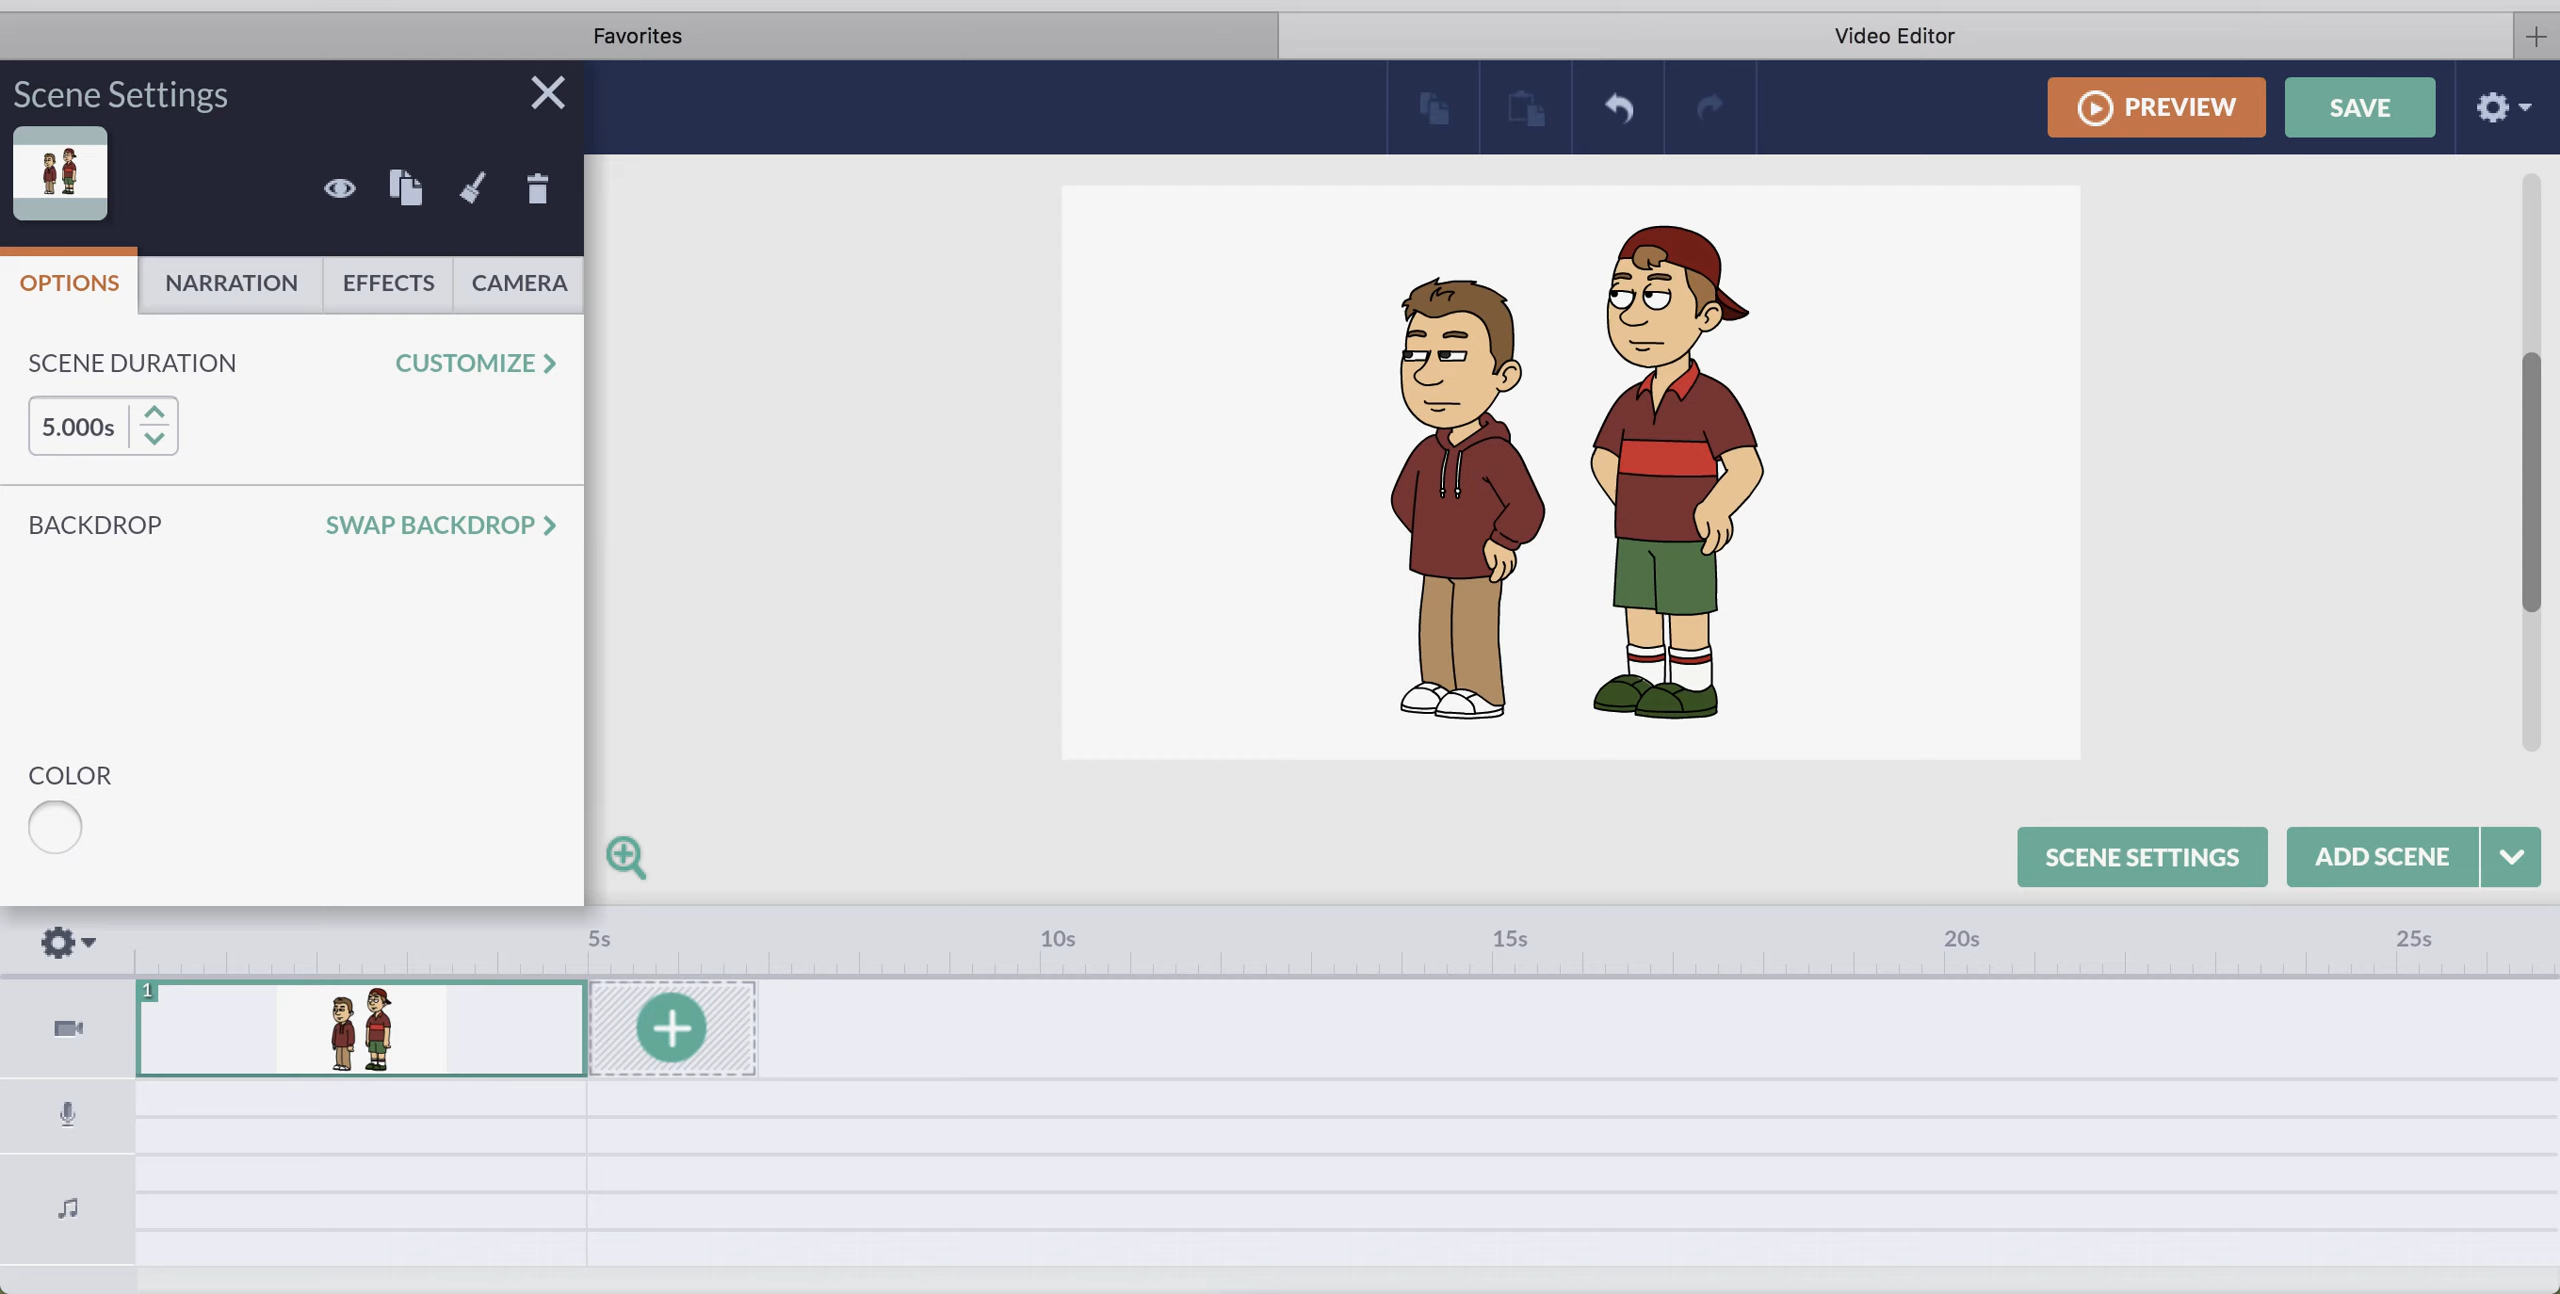 Favorites
Video Editor
Scene Settings
PREVIEW
SAVE
OPTIONS
NARRATION
EFFECTS
CAMERA
SCENE DURATION
CUSTOMIZE
5.000s
BACKDROP
SWAP BACKDROP
COLOR
SCENE SETTINGS
ADD SCENE
5s
10s
15s
20s
25s
1